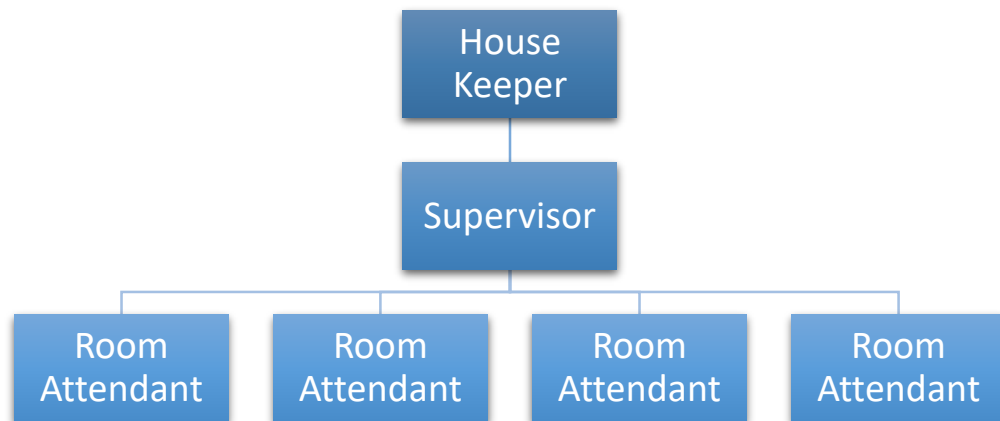 House
Keeper
Supervisor
Room
Attendant
Room
Attendant
Room
Attendant
Room
Attendant